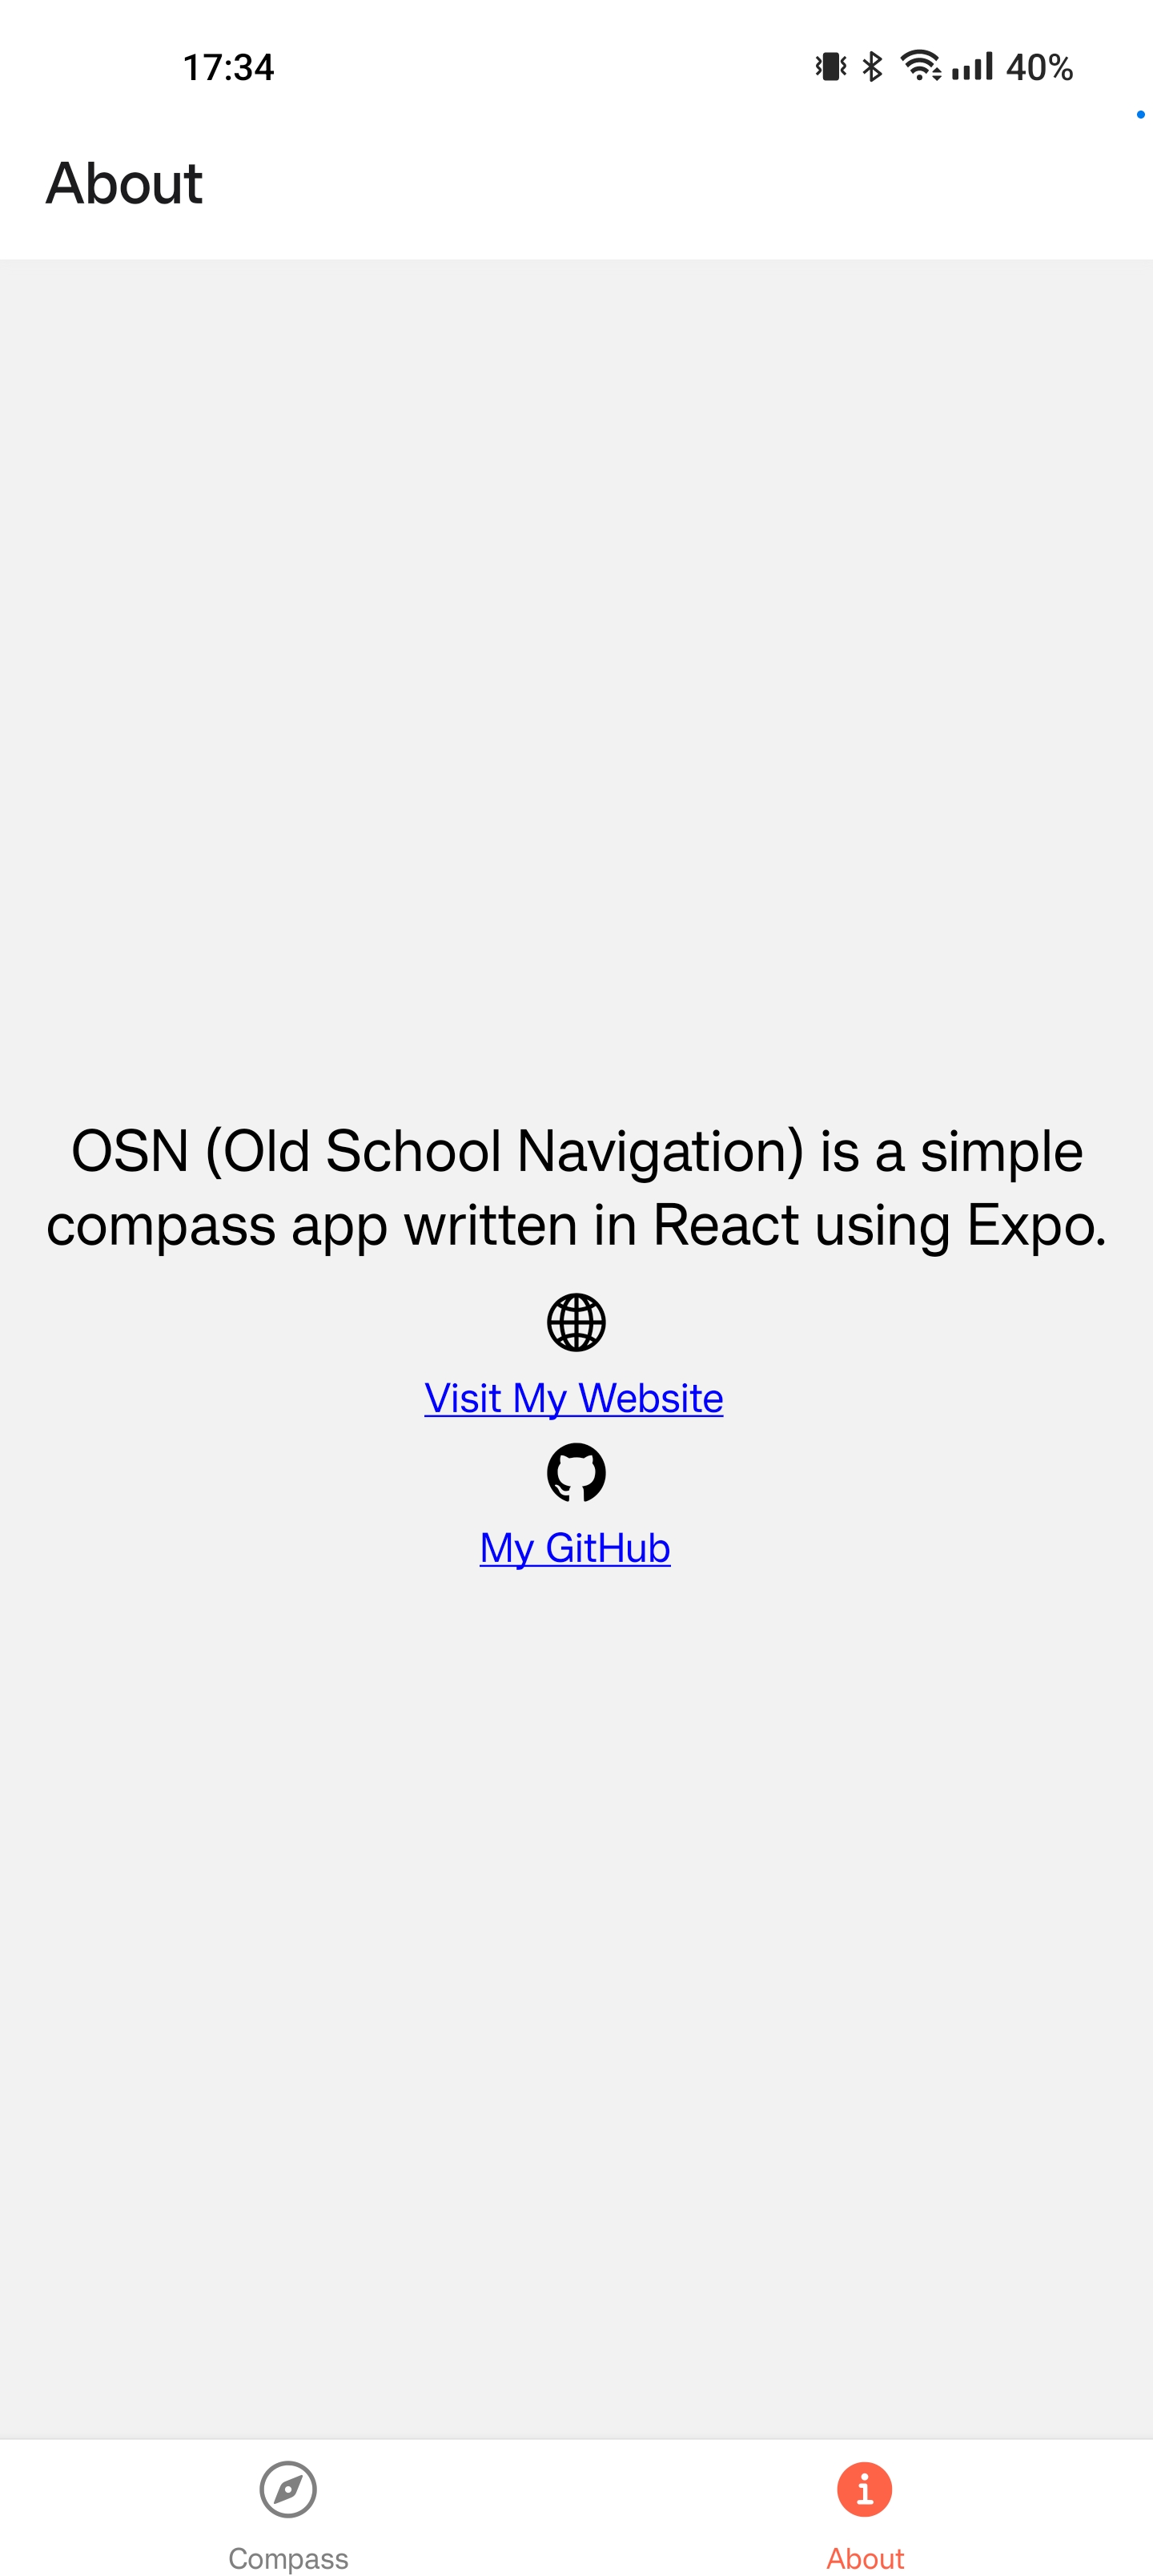 17:34
40%
About
OSN (Old School Navigation) is a simple
compass app written in React using Expo.
Visit My Website
My GitHub
Compass
About